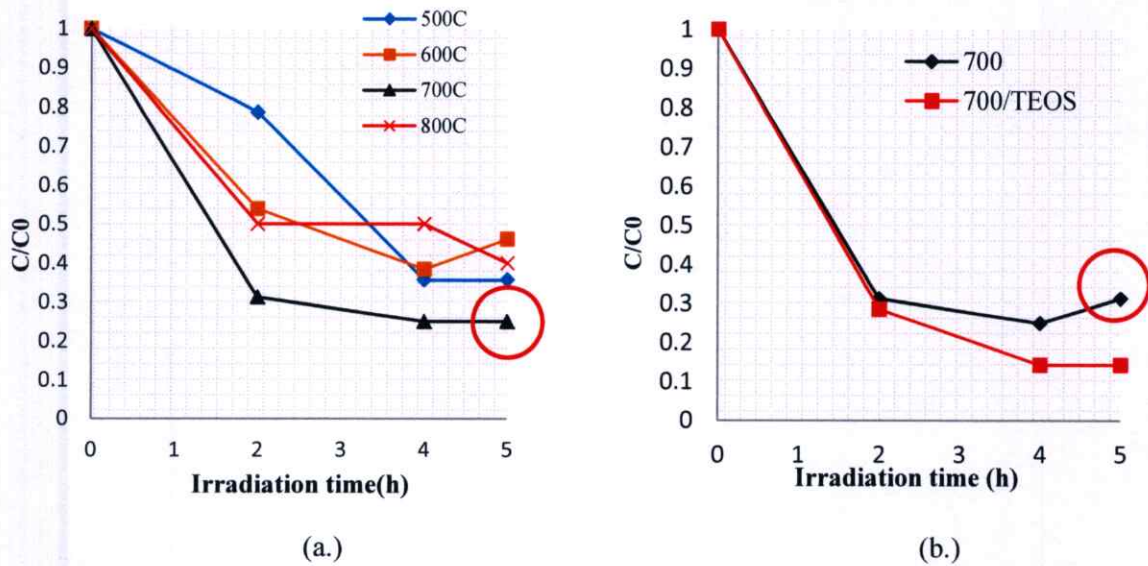 500C
600C
700C
800C
1
0.9
0.8
0.7
0.6
0.5
0.4
0.3
0.2
0.1
0
C/C0
0 1 2 3 4 5
Irradiation time(h)
(a.)
700
700/TEOS
1
0.9
0.8
0.7
0.6
0.5
0.4
0.3
0.2
0.1
0
C/C0
0 1 2 3 4 5
Irradiation time (h)
(b.)